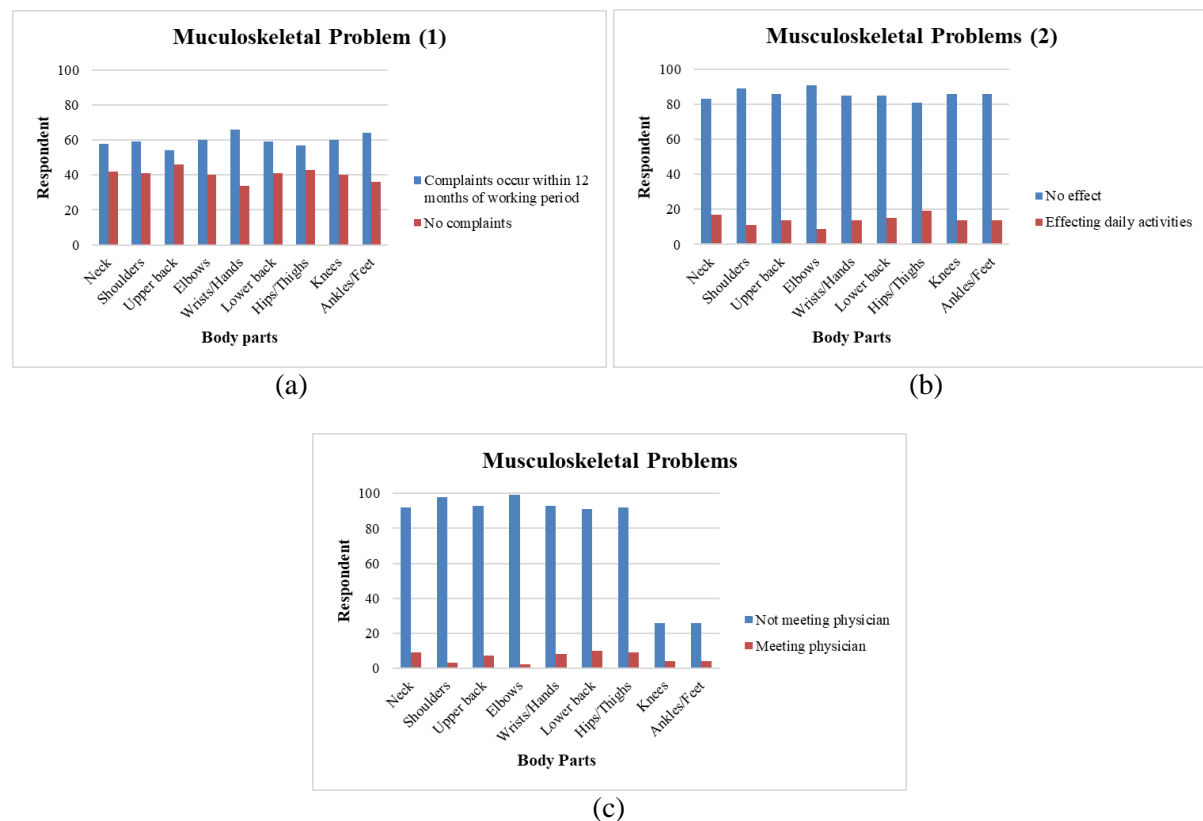 Muculoskeletal Problem (1)
100
80
60
40
20
0
Respondent
Neck
Shoulders
Upper back
Elbows
Wrists/Hands
Lower back
Hips/Thighs
Knees
Ankles/Feet
Body parts
Complaints occur within 12
months of working period
No complaints
(a)
Musculoskeletal Problems (2)
100
80
60
40
20
0
Respondent
Neck
Shoulders
Upper back
Elbows
Wrists/Hands
Lower back
Hips/Thighs
Knees
Ankles/Feet
Body Parts
No effect
Effecting daily activities
(b)
Musculoskeletal Problems
100
80
60
40
20
0
Respondent
Neck
Shoulders
Upper back
Elbows
Wrists/Hands
Lower back
Hips/Thighs
Knees
Ankles/Feet
Body Parts
Not meeting physician
Meeting physician
(c)